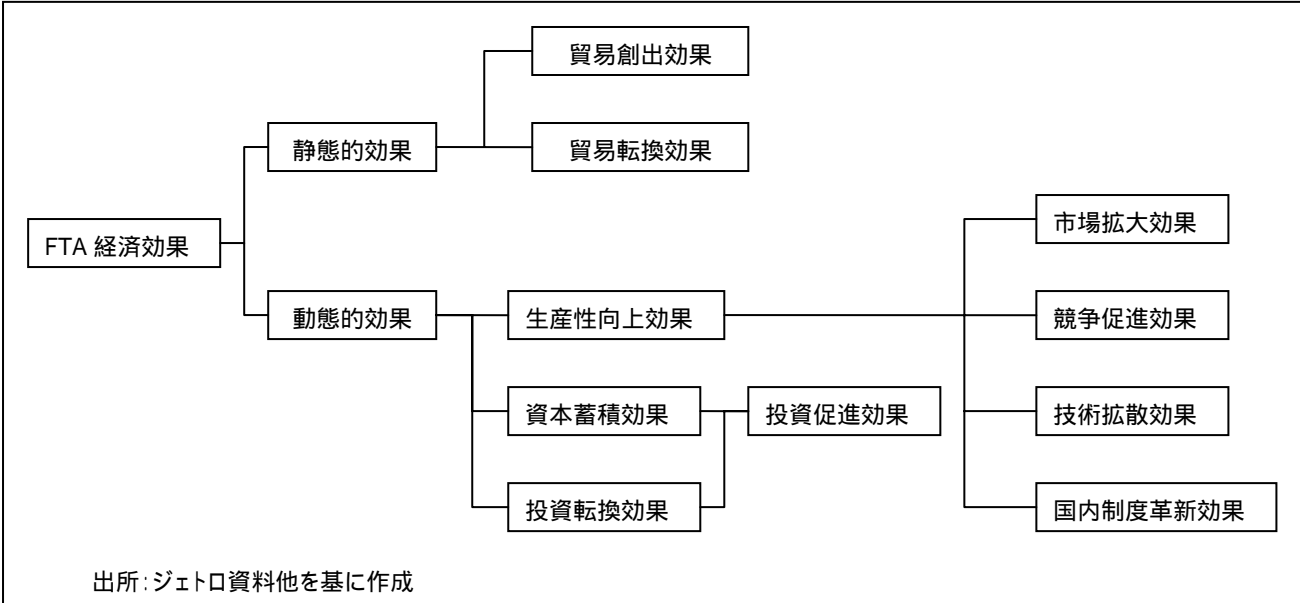 貿易創出効果
静態的効果
貿易転換効果
市場拡大効果
FTA 経済効果
動態的効果
生産性向上効果
競争促進効果
資本蓄積効果
投資促進効果
技術拡散効果
投資転換効果
国内制度革新効果
出所:ジェトロ資料他を基に作成